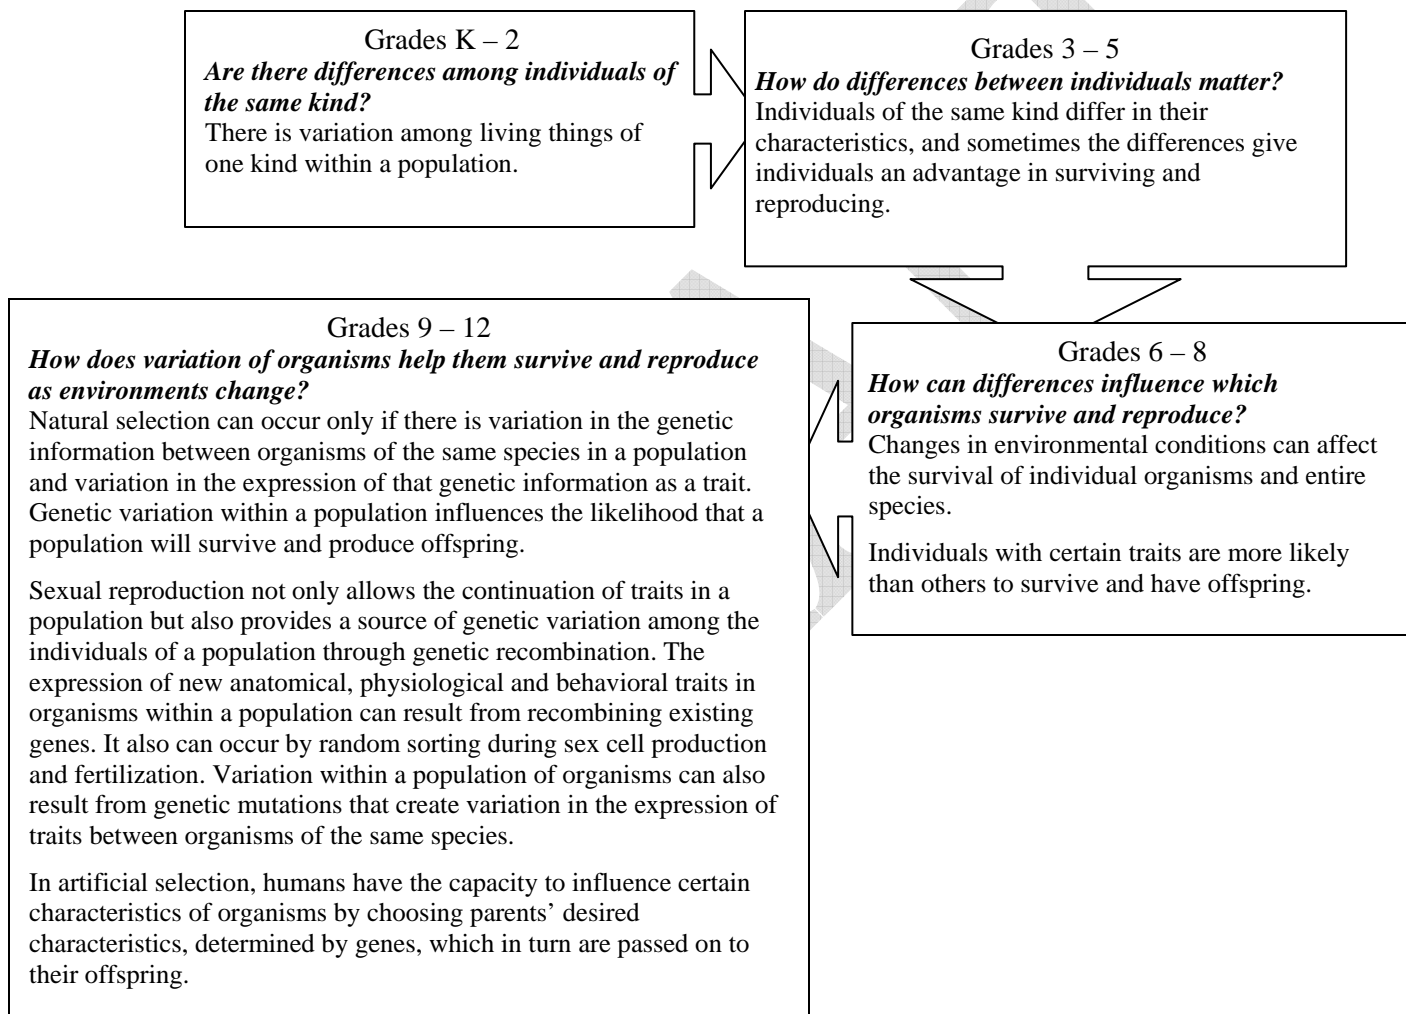 Grades K – 2
Are there differences among individuals of
the same kind?
There is variation among living things of
one kind within a population.
Grades 3 – 5
How do differences between individuals matter?
Individuals of the same kind differ in their
characteristics, and sometimes the differences give
individuals an advantage in surviving and
reproducing.
Grades 6 – 8
How can differences influence which
organisms survive and reproduce?
Changes in environmental conditions can affect
the survival of individual organisms and entire
species.
Individuals with certain traits are more likely
than others to survive and have offspring.
Grades 9 – 12
How does variation of organisms help them survive and reproduce
as environments change?
Natural selection can occur only if there is variation in the genetic
information between organisms of the same species in a population
and variation in the expression of that genetic information as a trait.
Genetic variation within a population influences the likelihood that a
population will survive and produce offspring.
Sexual reproduction not only allows the continuation of traits in a
population but also provides a source of genetic variation among the
individuals of a population through genetic recombination. The
expression of new anatomical, physiological and behavioral traits in
organisms within a population can result from recombining existing
genes. It also can occur by random sorting during sex cell production
and fertilization. Variation within a population of organisms can also
result from genetic mutations that create variation in the expression of
traits between organisms of the same species.
In artificial selection, humans have the capacity to influence certain
characteristics of organisms by choosing parents’ desired
characteristics, determined by genes, which in turn are passed on to
their offspring.